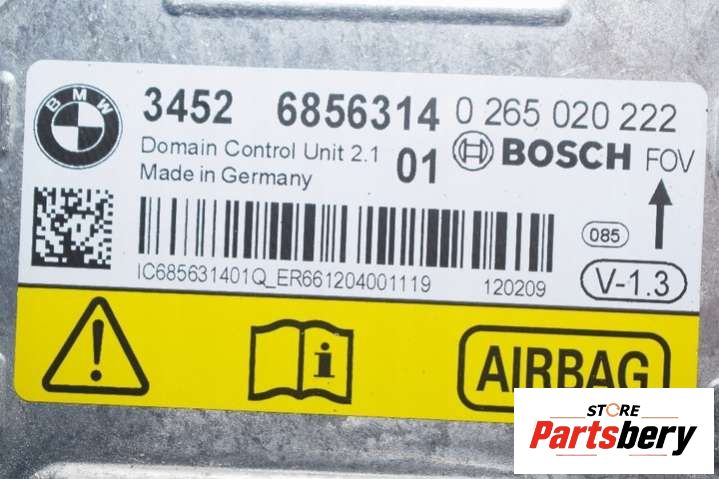 BMW
3452 6856314 0 265 020 222
Domain Control Unit 2.1 01 BOSCH FOV
Made in Germany
085
IC685631401Q_ER661204001119 120209 V-1.3
AIRBAG
STORE
Partsbery